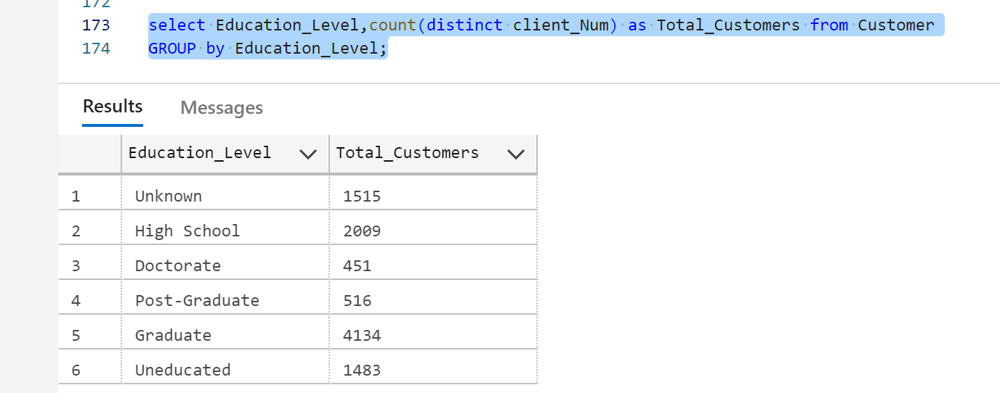 172
173 select Education_Level,count(distinct client_Num) as Total_Customers from Customer
174 GROUP by Education_Level;
Results Messages
Education_Level Total_Customers
1 Unknown 1515
2 High School 2009
3 Doctorate 451
4 Post-Graduate 516
5 Graduate 4134
6 Uneducated 1483